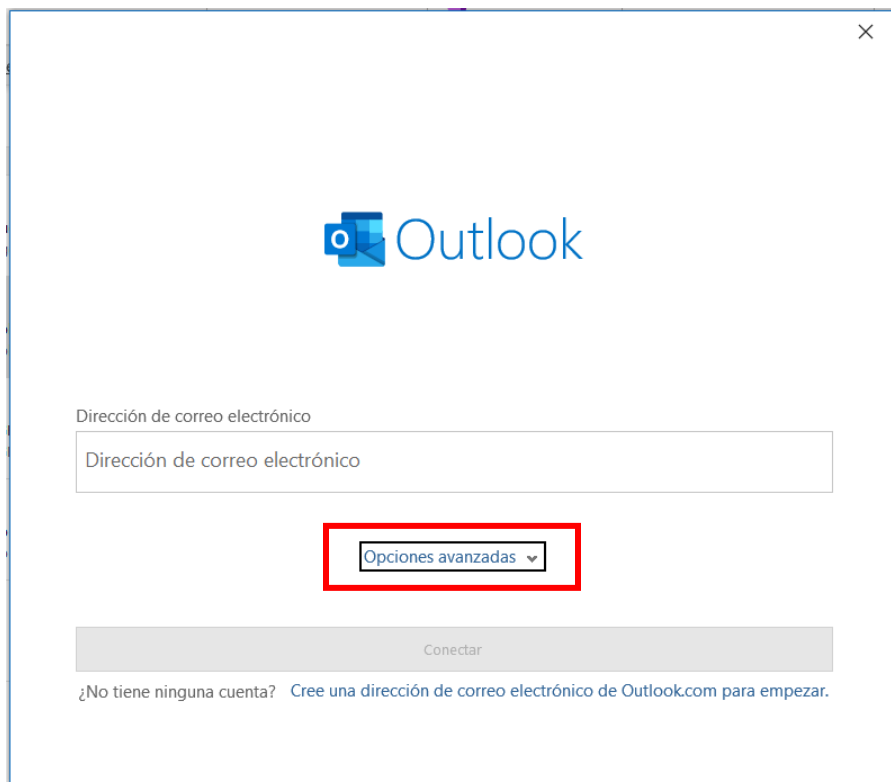 Outlook
Dirección de correo electrónico
Dirección de correo electrónico
Opciones avanzadas
Conectar
¿No tiene ninguna cuenta? Cree una dirección de correo electrónico de Outlook.com para empezar.